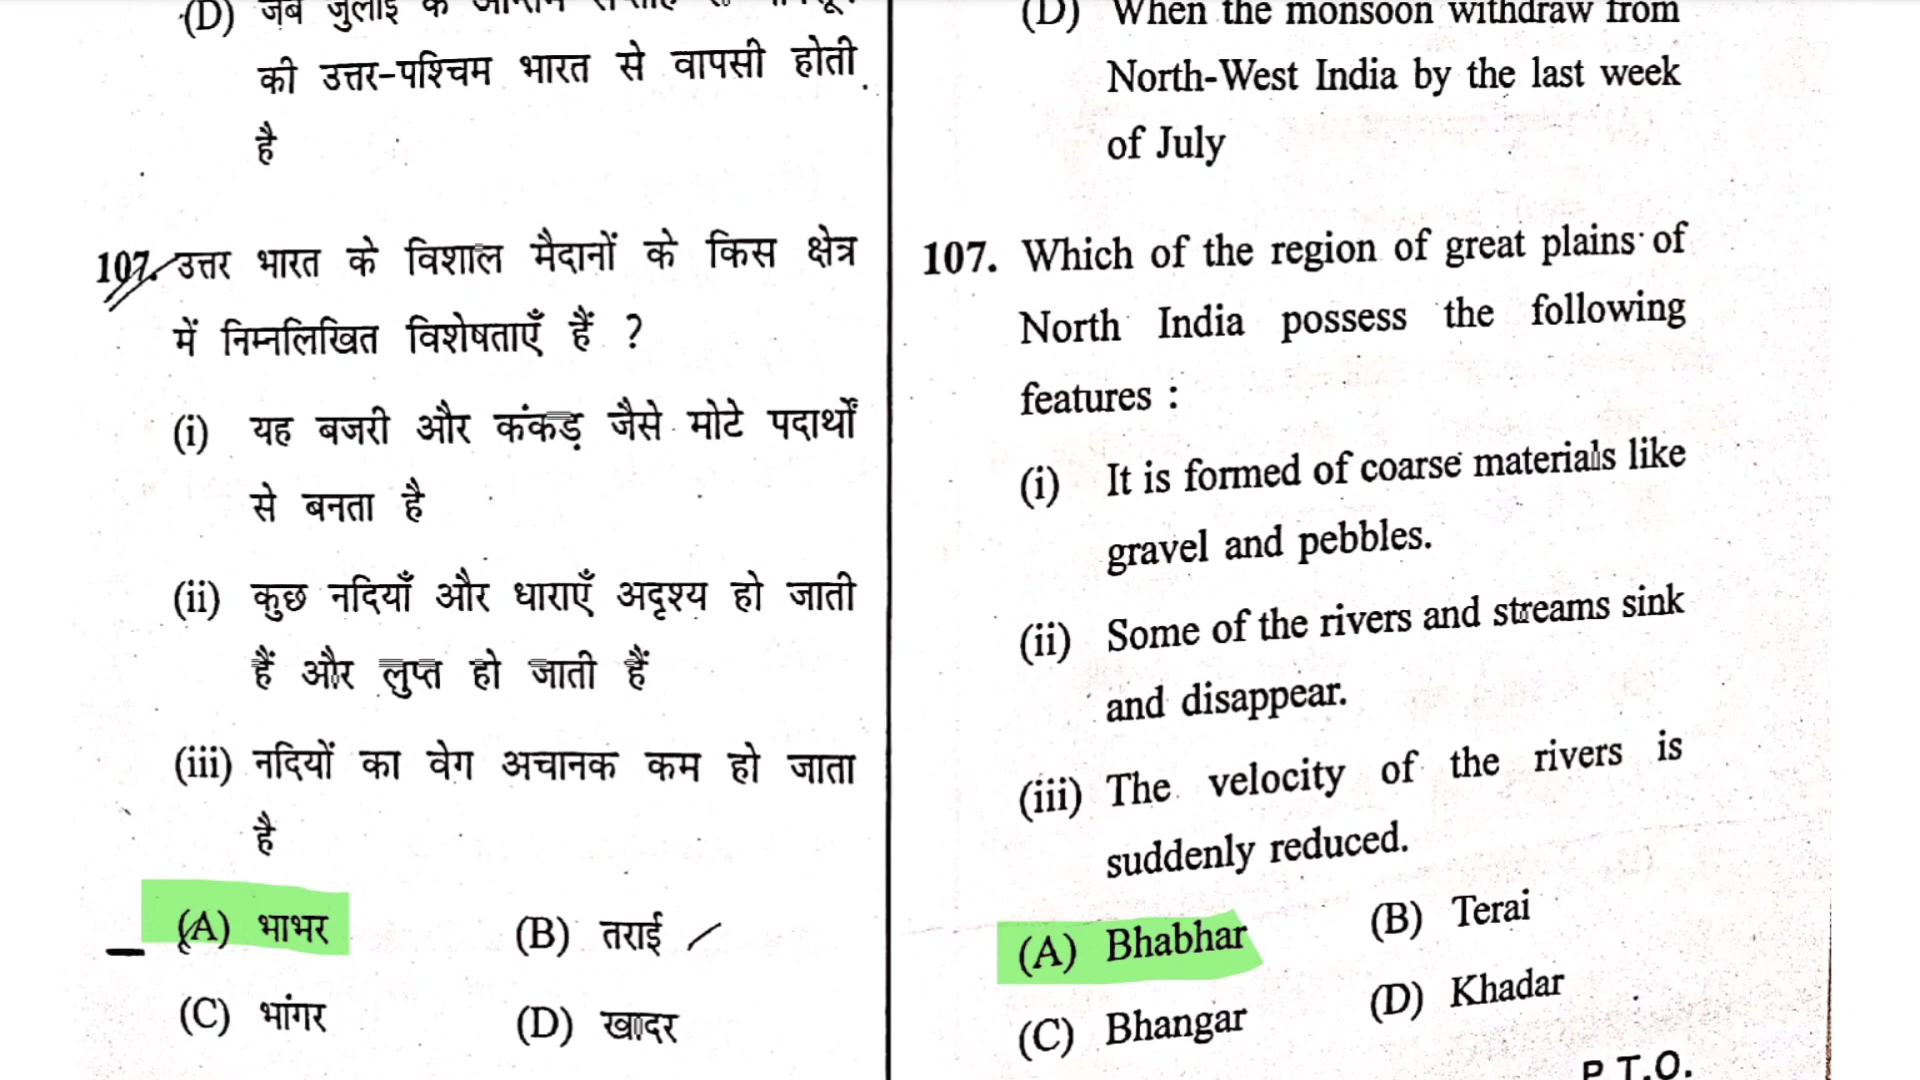 (D) जब जुलाई के
की उत्तर-पश्चिम भारत से वापसी होती
है
107. उत्तर भारत के विशाल मैदानों के किस क्षेत्र
में निम्नलिखित विशेषताएँ हैं ?
(i) यह बजरी और कंकड़ जैसे मोटे पदार्थों
से बनता है
(ii) कुछ नदियाँ और धाराएँ अदृश्य हो जाती
हैं और लुप्त हो जाती हैं
(iii) नदियों का वेग अचानक कम हो जाता
है
(A) भाभर (B) तराई
(C) भांगर (D) खादर
(D) When the monsoon withdraw from
North-West India by the last week
of July
107. Which of the region of great plains of
North India possess the following
features :
(i) It is formed of coarse materials like
gravel and pebbles.
(ii) Some of the rivers and streams sink
and disappear.
(iii) The velocity of the rivers is
suddenly reduced.
(A) Bhabhar (B) Terai
(C) Bhangar (D) Khadar
P.T.O.